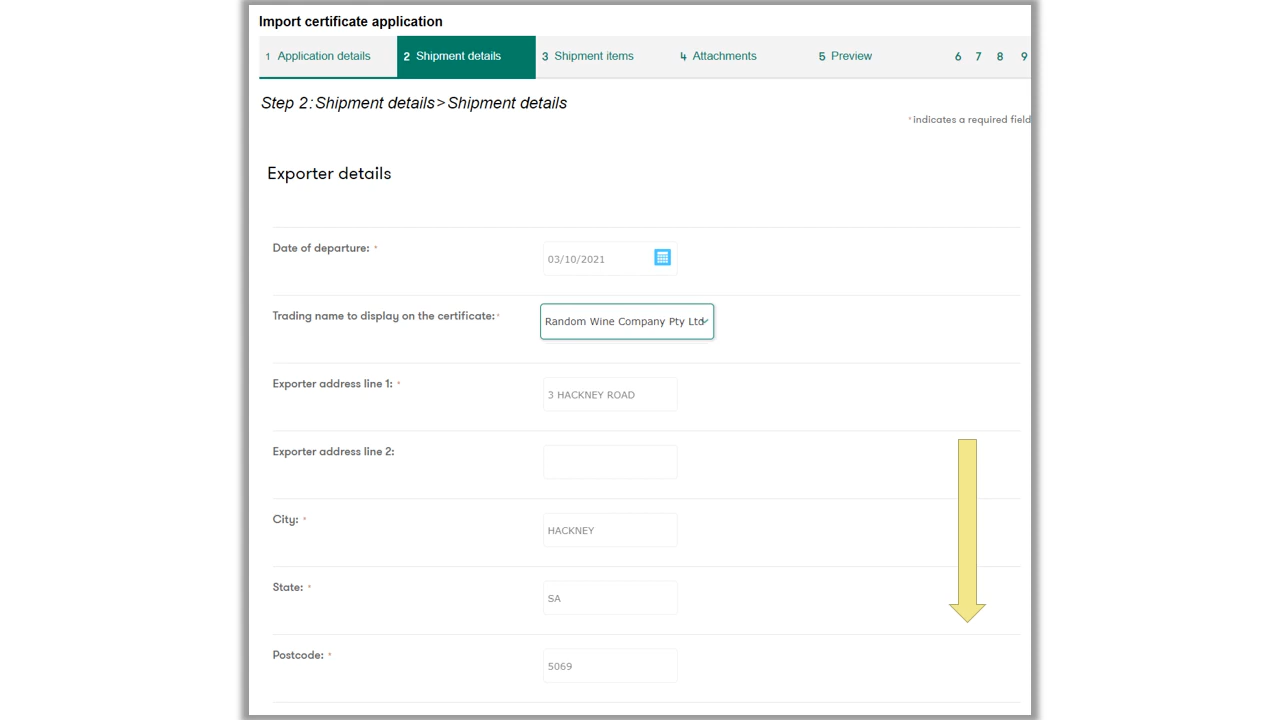 Import certificate application
1 Application details 2 Shipment details 3 Shipment items 4 Attachments 5 Preview 6 7 8 9
Step 2: Shipment details > Shipment details
* indicates a required field
Exporter details
Date of departure: * 03/10/2021
Trading name to display on the certificate: * Random Wine Company Pty Ltd
Exporter address line 1: * 3 HACKNEY ROAD
Exporter address line 2:
City: * HACKNEY
State: * SA
Postcode: * 5069